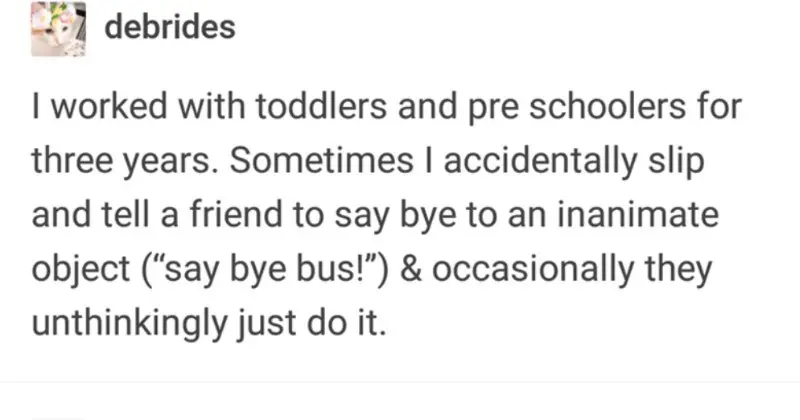 debrides
I worked with toddlers and pre schoolers for
three years. Sometimes I accidentally slip
and tell a friend to say bye to an inanimate
object (“say bye bus!”) & occasionally they
unthinkingly just do it.